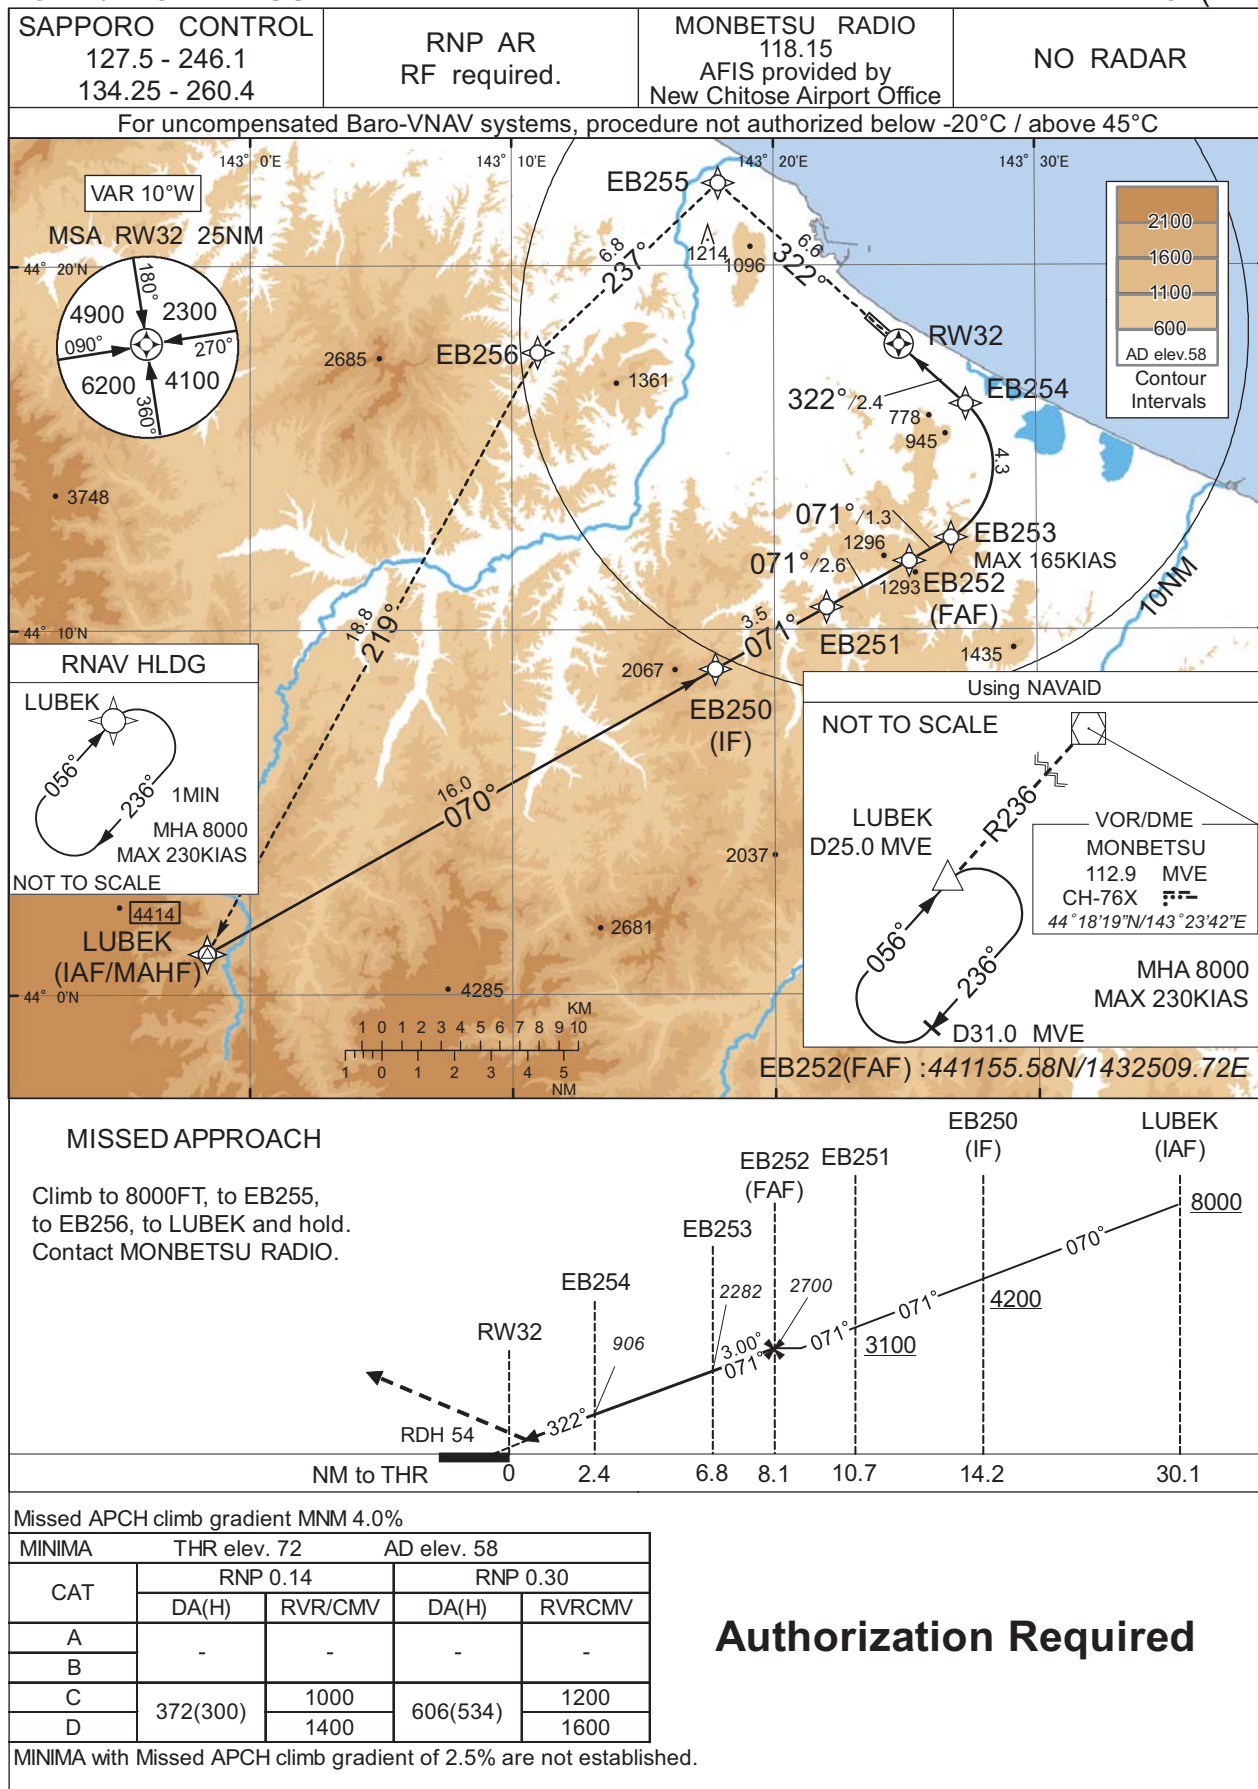 SAPPORO CONTROL
127.5 - 246.1
134.25 - 260.4
RNP AR
RF required.
MONBETSU RADIO
118.15
AFIS provided by
New Chitose Airport Office
NO RADAR
For uncompensated Baro-VNAV systems, procedure not authorized below -20°C / above 45°C
143° 0'E
143° 10'E
143° 20'E
143° 30'E
VAR 10°W
MSA RW32 25NM
180°
4900
2300
090°
270°
6200
4100
360°
44° 20'N
44° 10'N
44° 0'N
EB255
6.8
237°
1214
1096
6.6
322°
2100
1600
1100
600
AD elev.58
Contour
Intervals
RW32
EB256
2685
1361
EB254
322°/2.4
778
945
4.3
3748
071°/1.3
EB253
MAX 165KIAS
1296
071°/2.6
1293
EB252
(FAF)
10NM
18.8
219°
3.5
071°
EB251
1435
2067
EB250
(IF)
RNAV HLDG
LUBEK
056°
236°
1MIN
MHA 8000
MAX 230KIAS
NOT TO SCALE
16.0
070°
2037
4414
LUBEK
(IAF/MAHF)
2681
4285
KM
1 0 1 2 3 4 5 6 7 8 9 10
1 0 1 2 3 4 5
NM
Using NAVAID
NOT TO SCALE
R236
LUBEK
D25.0 MVE
VOR/DME
MONBETSU
112.9 MVE
CH-76X
44°18'19"N/143°23'42"E
056°
236°
MHA 8000
MAX 230KIAS
D31.0 MVE
EB252(FAF) :441155.58N/1432509.72E
MISSED APPROACH
Climb to 8000FT, to EB255,
to EB256, to LUBEK and hold.
Contact MONBETSU RADIO.
EB250
(IF)
LUBEK
(IAF)
EB252
(FAF)
EB251
EB253
EB254
RW32
8000
070°
4200
071°
3100
071°
2700
2282
3.00°
071°
906
322°
RDH 54
NM to THR 0 2.4 6.8 8.1 10.7 14.2 30.1
Missed APCH climb gradient MNM 4.0%
MINIMA THR elev. 72 AD elev. 58
CAT RNP 0.14 RNP 0.30
DA(H) RVR/CMV DA(H) RVRCMV
A
B
- - - -
C 372(300) 1000 606(534) 1200
D 1400 1600
MINIMA with Missed APCH climb gradient of 2.5% are not established.
Authorization Required